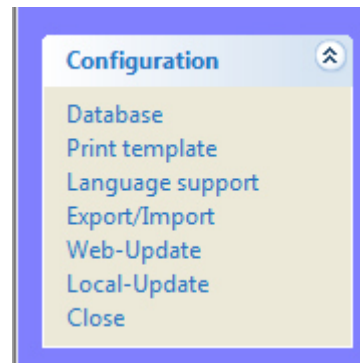 Configuration
Database
Print template
Language support
Export/Import
Web-Update
Local-Update
Close